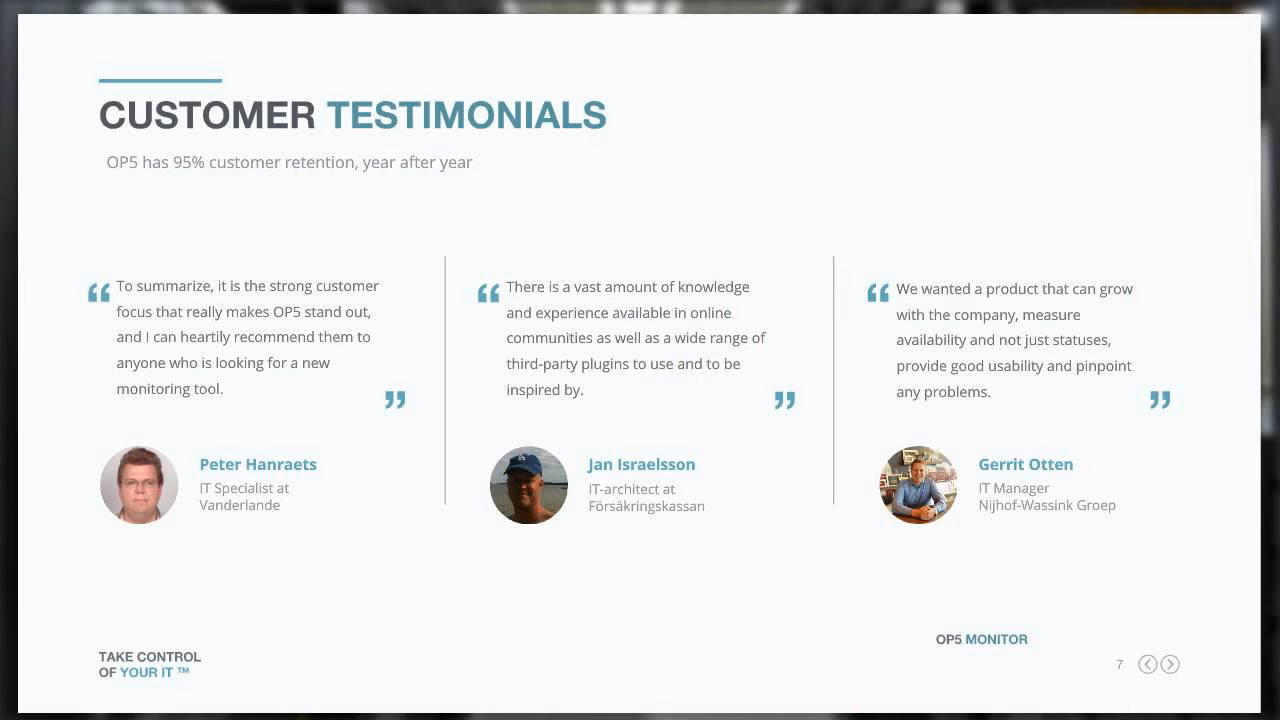 CUSTOMER TESTIMONIALS
OP5 has 95% customer retention, year after year
“ To summarize, it is the strong customer
focus that really makes OP5 stand out,
and I can heartily recommend them to
anyone who is looking for a new
monitoring tool. ”
Peter Hanraets
IT Specialist at
Vanderlande
“ There is a vast amount of knowledge
and experience available in online
communities as well as a wide range of
third-party plugins to use and to be
inspired by. ”
Jan Israelsson
IT-architect at
Försäkringskassan
“ We wanted a product that can grow
with the company, measure
availability and not just statuses,
provide good usability and pinpoint
any problems. ”
Gerrit Otten
IT Manager
Nijhof-Wassink Groep
TAKE CONTROL
OF YOUR IT ™
OP5 MONITOR
7